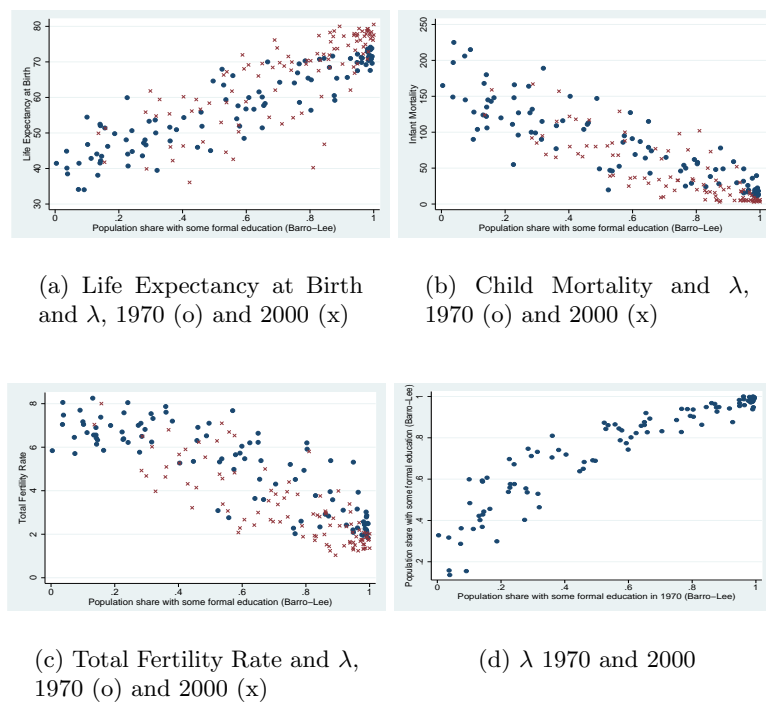 Life Expectancy at Birth
80
70
60
50
40
30
0 .2 .4 .6 .8 1
Population share with some formal education (Barro−Lee)
Infant Mortality
250
200
150
100
50
0
0 .2 .4 .6 .8 1
Population share with some formal education (Barro−Lee)
(a) Life Expectancy at Birth
and λ, 1970 (o) and 2000 (x)
(b) Child Mortality and λ,
1970 (o) and 2000 (x)
Total Fertility Rate
8
6
4
2
0
0 .2 .4 .6 .8 1
Population share with some formal education (Barro−Lee)
Population share with some formal education (Barro−Lee)
1
.8
.6
.4
.2
0 .2 .4 .6 .8 1
Population share with some formal education in 1970 (Barro−Lee)
(c) Total Fertility Rate and λ,
1970 (o) and 2000 (x)
(d) λ 1970 and 2000